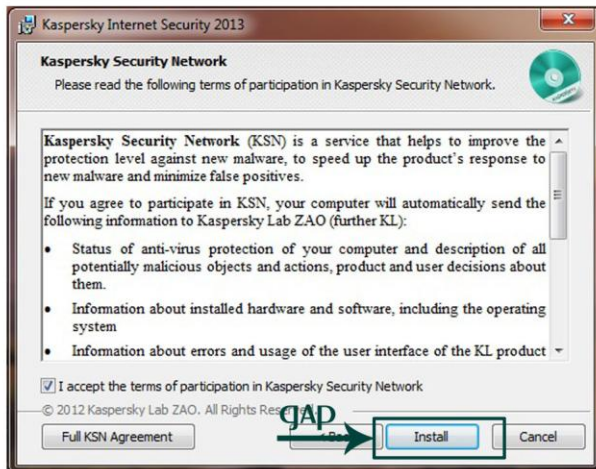 Kaspersky Internet Security 2013
Kaspersky Security Network
Please read the following terms of participation in Kaspersky Security Network.
Kaspersky Security Network (KSN) is a service that helps to improve the
protection level against new malware, to speed up the product's response to
new malware and minimize false positives.
If you agree to participate in KSN, your computer will automatically send the
following information to Kaspersky Lab ZAO (further KL):
• Status of anti-virus protection of your computer and description of all
potentially malicious objects and actions, product and user decisions about
them.
• Information about installed hardware and software, including the operating
system
• Information about errors and usage of the user interface of the KL product
I accept the terms of participation in Kaspersky Security Network
© 2012 Kaspersky Lab ZAO. All Rights Reserved.
gap
Full KSN Agreement
Install
Cancel